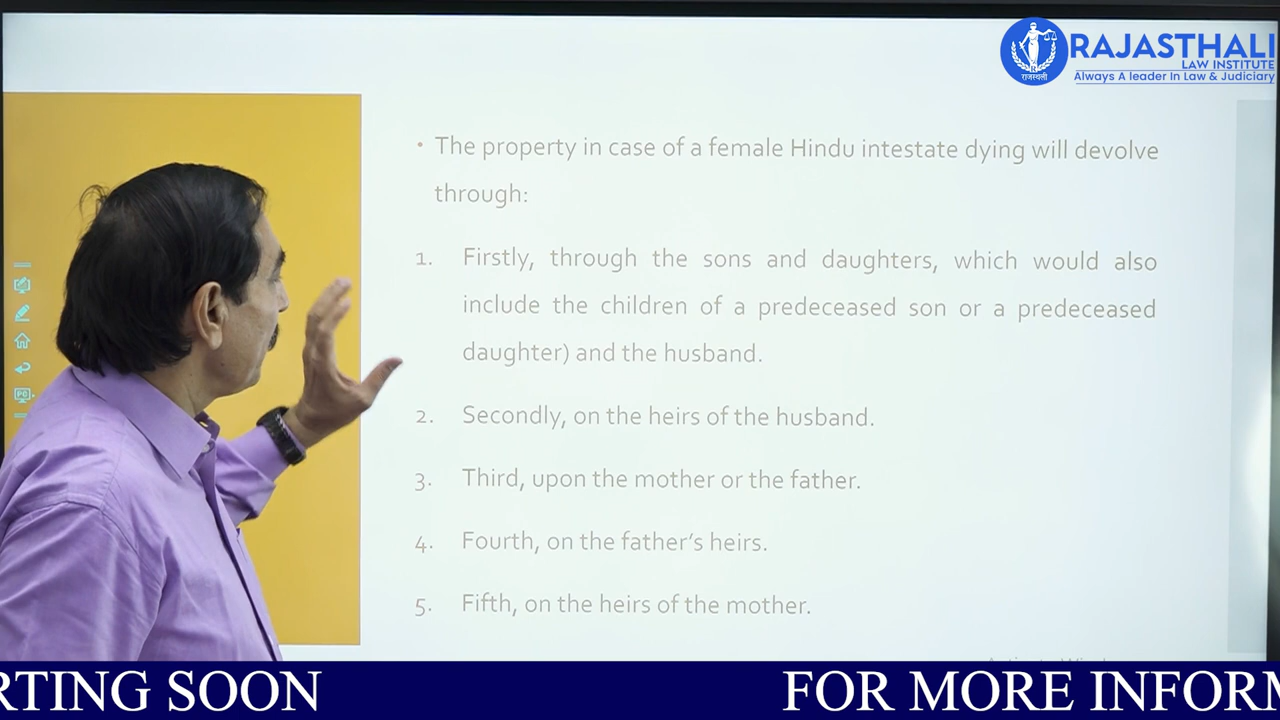 RAJASTHALI
LAW INSTITUTE
Always A leader In Law & Judiciary
राजस्थली
• The property in case of a female Hindu intestate dying will devolve
through:
1. Firstly, through the sons and daughters, which would also
include the children of a predeceased son or a predeceased
daughter) and the husband.
2. Secondly, on the heirs of the husband.
3. Third, upon the mother or the father.
4. Fourth, on the father’s heirs.
5. Fifth, on the heirs of the mother.
RTING SOON
FOR MORE INFORM